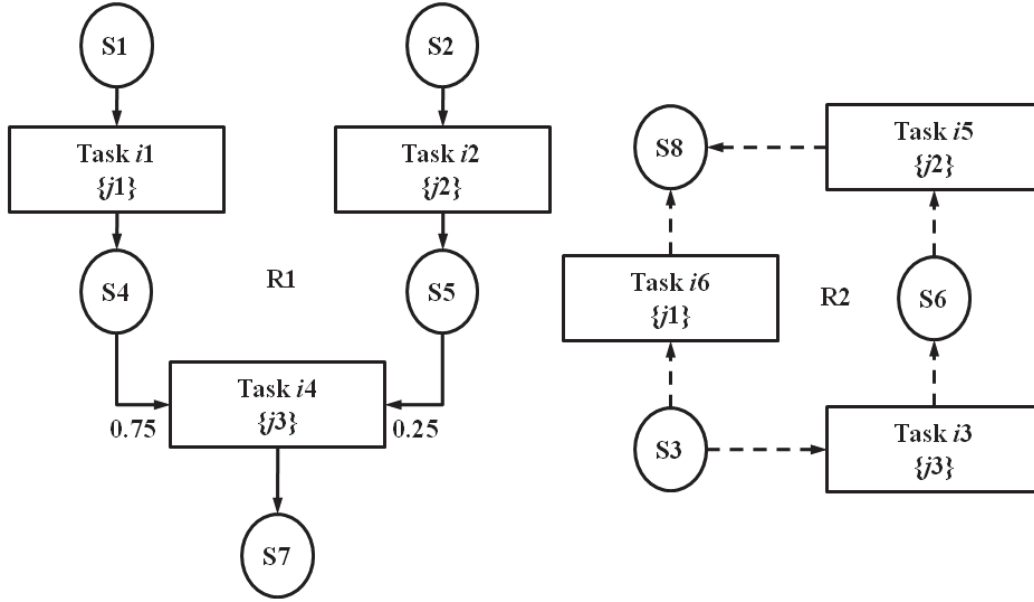 S1
S2
Task i1
{j1}
Task i2
{j2}
S4
R1
S5
Task i4
{j3}
0.75
0.25
S7
S8
Task i5
{j2}
Task i6
{j1}
R2
S6
S3
Task i3
{j3}